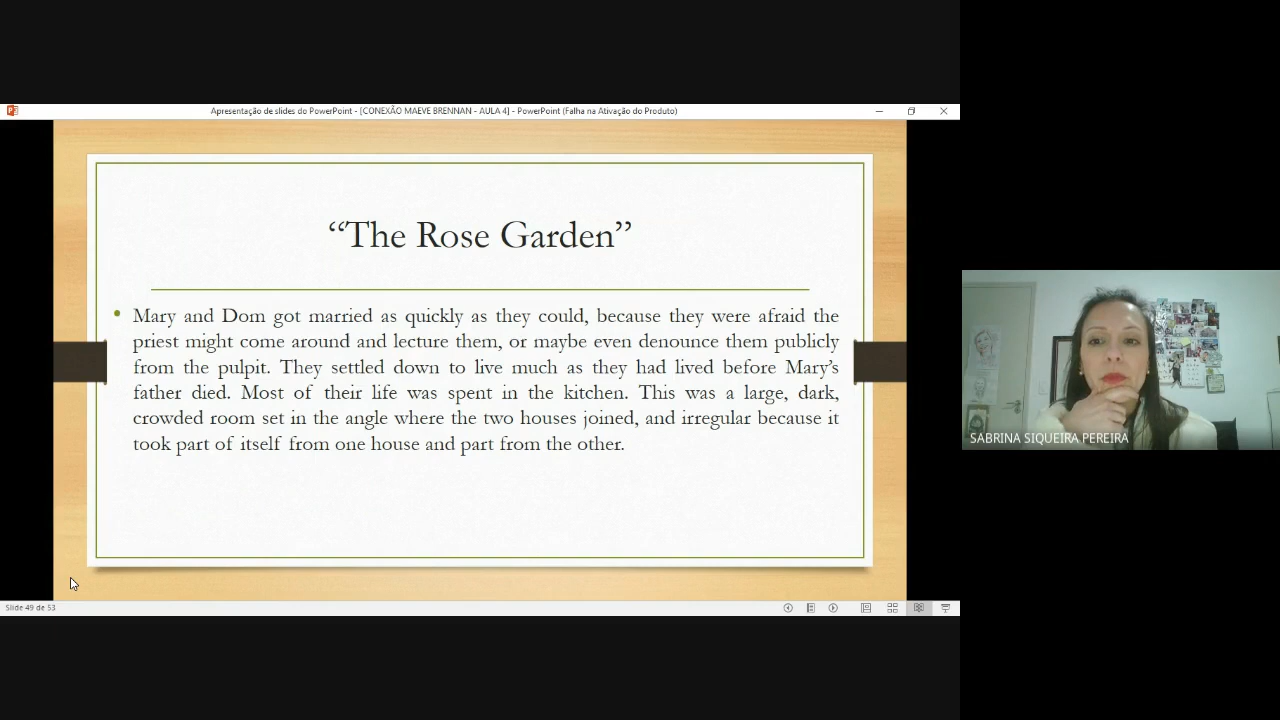 Apresentação de slides do PowerPoint - [CONEXÃO MAEVE BRENNAN - AULA 4] - PowerPoint (Falha na Ativação do Produto)
“The Rose Garden”
• Mary and Dom got married as quickly as they could, because they were afraid the
priest might come around and lecture them, or maybe even denounce them publicly
from the pulpit. They settled down to live much as they had lived before Mary’s
father died. Most of their life was spent in the kitchen. This was a large, dark,
crowded room set in the angle where the two houses joined, and irregular because it
took part of itself from one house and part from the other.
SABRINA SIQUEIRA PEREIRA
Slide 49 de 53